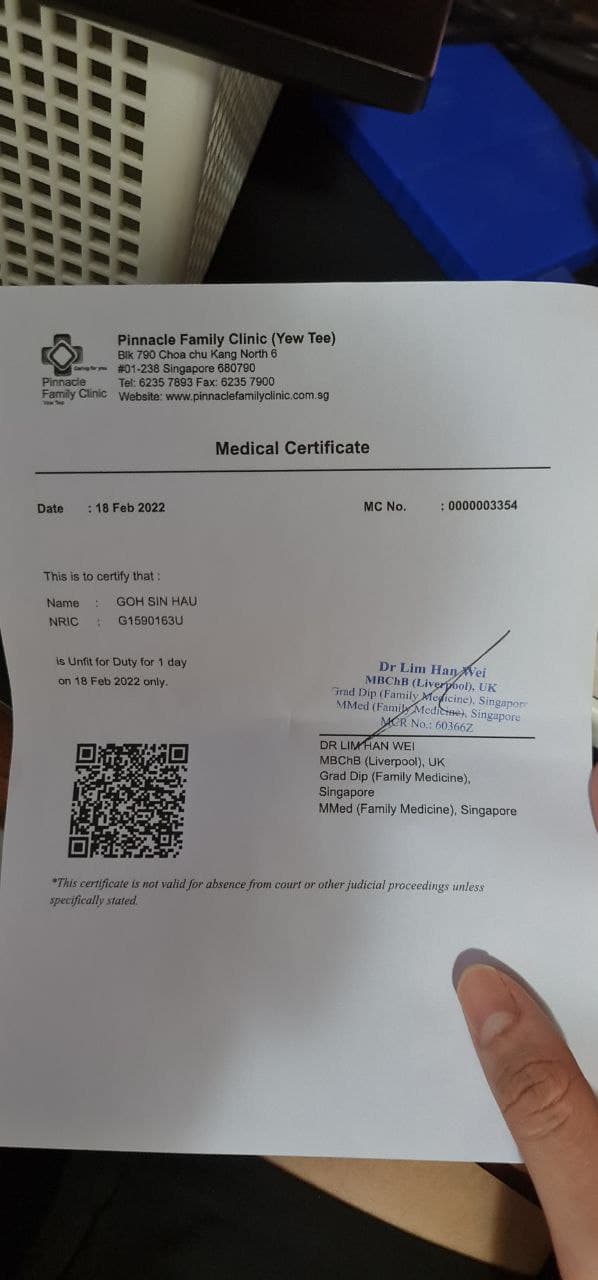 Pinnacle Family Clinic (Yew Tee)
Blk 790 Choa chu Kang North 6
#01-238 Singapore 680790
Tel: 6235 7893 Fax: 6235 7900
Website: www.pinnaclefamilyclinic.com.sg
Caring for you
Pinnacle
Family Clinic
Yew Tee
Medical Certificate
Date : 18 Feb 2022
MC No. : 0000003354
This is to certify that :
Name : GOH SIN HAU
NRIC : G1590163U
is Unfit for Duty for 1 day
on 18 Feb 2022 only.
Dr Lim Han Wei
MBChB (Liverpool), UK
Grad Dip (Family Medicine), Singapor
MMed (Family Medicine), Singapore
MCR No.: 60366Z
DR LIM HAN WEI
MBChB (Liverpool), UK
Grad Dip (Family Medicine),
Singapore
MMed (Family Medicine), Singapore
*This certificate is not valid for absence from court or other judicial proceedings unless
specifically stated.